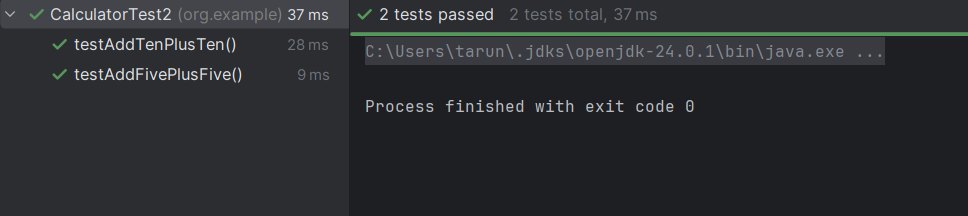 CalculatorTest2 (org.example) 37 ms
testAddTenPlusTen() 28 ms
testAddFivePlusFive() 9 ms
2 tests passed 2 tests total, 37 ms
C:\Users\tarun\.jdks\openjdk-24.0.1\bin\java.exe ...
Process finished with exit code 0